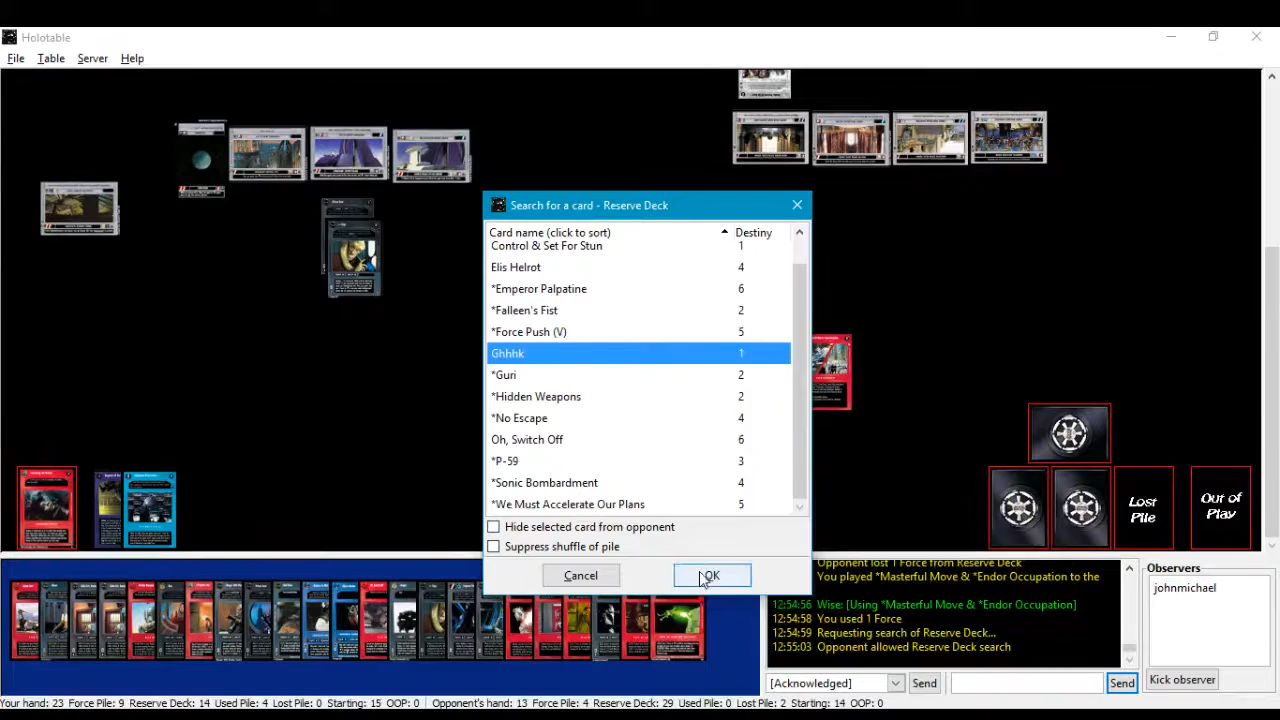 Holotable
File Table Server Help
Search for a card - Reserve Deck
Card name (click to sort) Destiny
Control & Set For Stun 1
Elis Helrot 4
*Emperor Palpatine 6
*Falleen's Fist 2
*Force Push (V) 5
Ghhhk 1
*Guri 2
*Hidden Weapons 2
*No Escape 4
Oh, Switch Off 6
*P-59 3
*Sonic Bombardment 4
*We Must Accelerate Our Plans 5
Hide selected card from opponent
Suppress shuffle of pile
Cancel OK
Lost Pile
Out of Play
Opponent lost 1 Force from Reserve Deck
You played *Masterful Move & *Endor Occupation to the
12:54:56 Wise: [Using *Masterful Move & *Endor Occupation]
12:54:58 You used 1 Force
12:54:59 Requesting search of Reserve Deck...
12:55:03 Opponent allowed Reserve Deck search
[Acknowledged] Send Send
Observers
johnmichael
Kick observer
Your hand: 23 Force Pile: 9 Reserve Deck: 14 Used Pile: 4 Lost Pile: 0 Starting: 15 OOP: 0 Opponent's hand: 13 Force Pile: 4 Reserve Deck: 29 Used Pile: 0 Lost Pile: 2 Starting: 14 OOP: 0